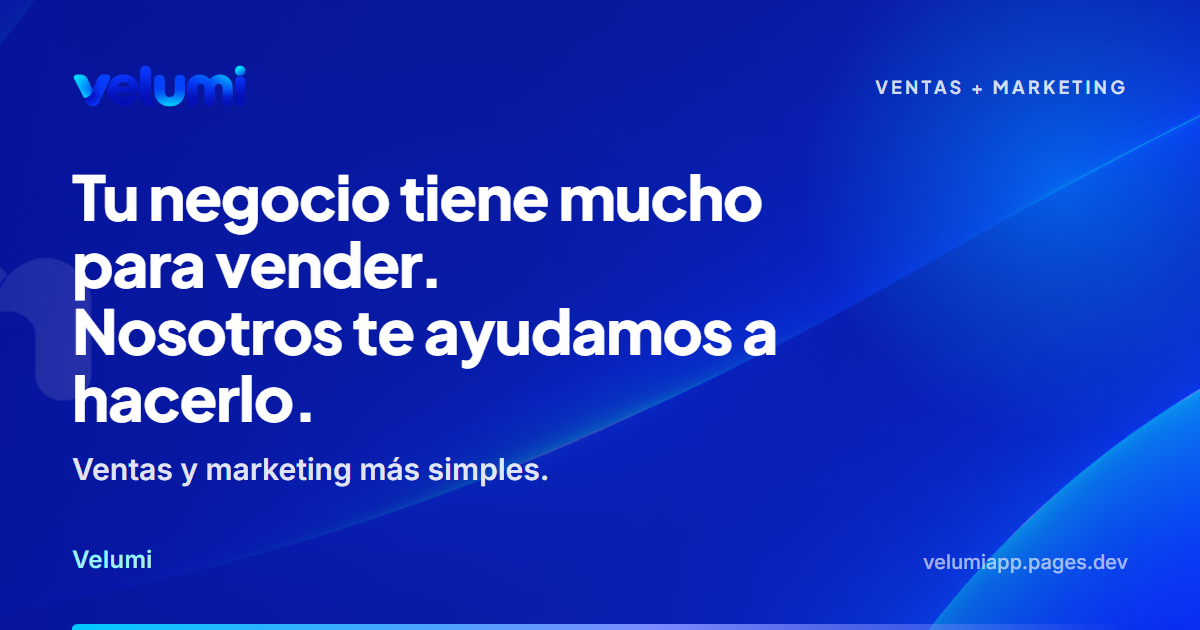 velumi
VENTAS + MARKETING
Tu negocio tiene mucho
para vender.
Nosotros te ayudamos a
hacerlo.
Ventas y marketing más simples.
Velumi
velumiapp.pages.dev